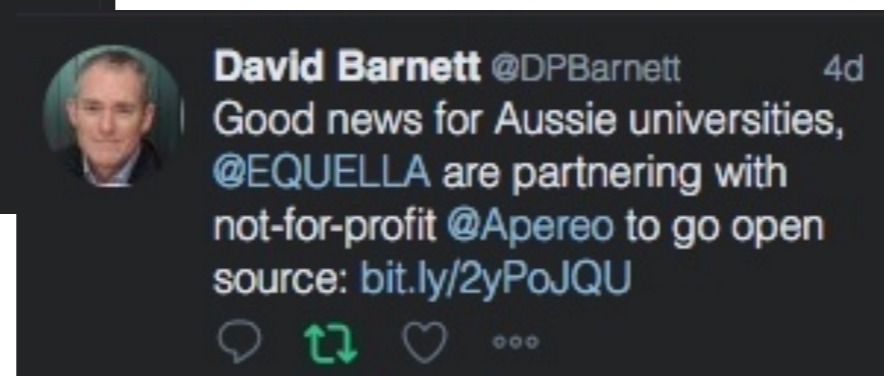 David Barnett @DPBarnett 4d
Good news for Aussie universities,
@EQUELLA are partnering with
not-for-profit @Apereo to go open
source: bit.ly/2yPoJQU